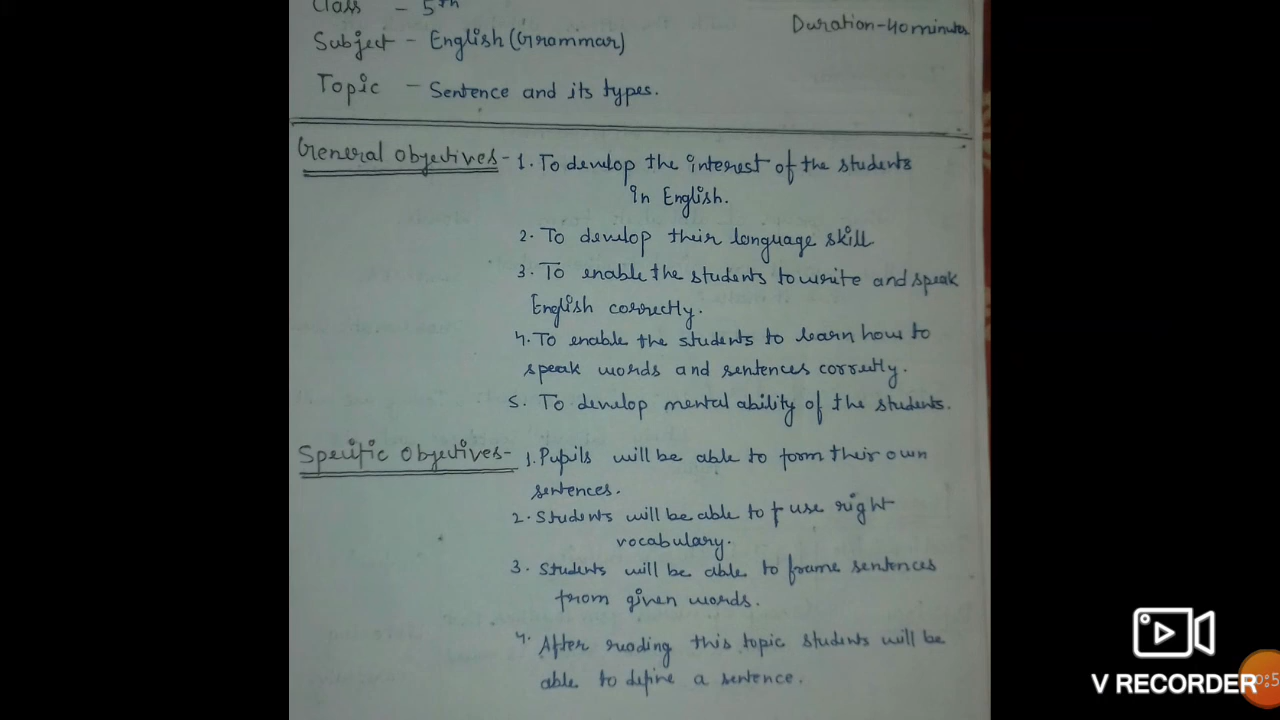 Class - 5th
Duration-40 minutes
Subject - English (Grammar)
Topic - Sentence and its types.
General Objectives - 1. To develop the interest of the students
in English.
2. To develop their language skill.
3. To enable the students to write and speak
English correctly.
4. To enable the students to learn how to
speak words and sentences correctly.
5. To develop mental ability of the students.
Specific Objectives - 1. Pupils will be able to form their own
sentences.
2. Students will be able to use right
vocabulary.
3. Students will be able to frame sentences
from given words.
4. After reading this topic students will be
able to define a sentence.
V RECORDER